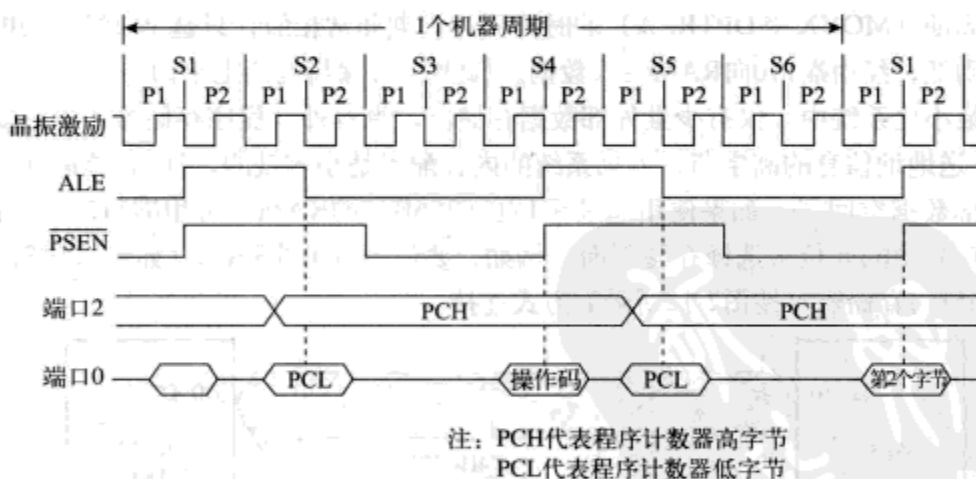 1个机器周期
S1 S2 S3 S4 S5 S6 S1
P1 P2 P1 P2 P1 P2 P1 P2 P1 P2 P1 P2 P1 P2
晶振激励
ALE
PSEN
端口2 PCH PCH
端口0 PCL 操作码 PCL 第2个字节
注：PCH代表程序计数器高字节
PCL代表程序计数器低字节